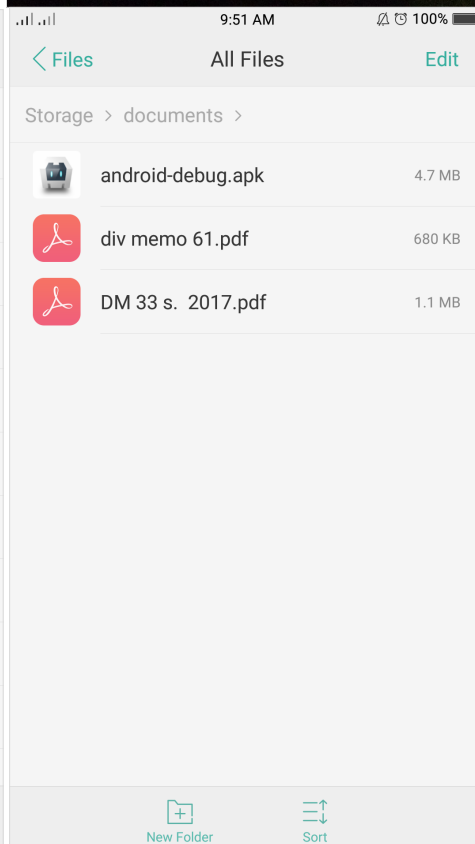 9:51 AM 100%
Files All Files Edit
Storage > documents >
android-debug.apk 4.7 MB
div memo 61.pdf 680 KB
DM 33 s. 2017.pdf 1.1 MB
New Folder Sort